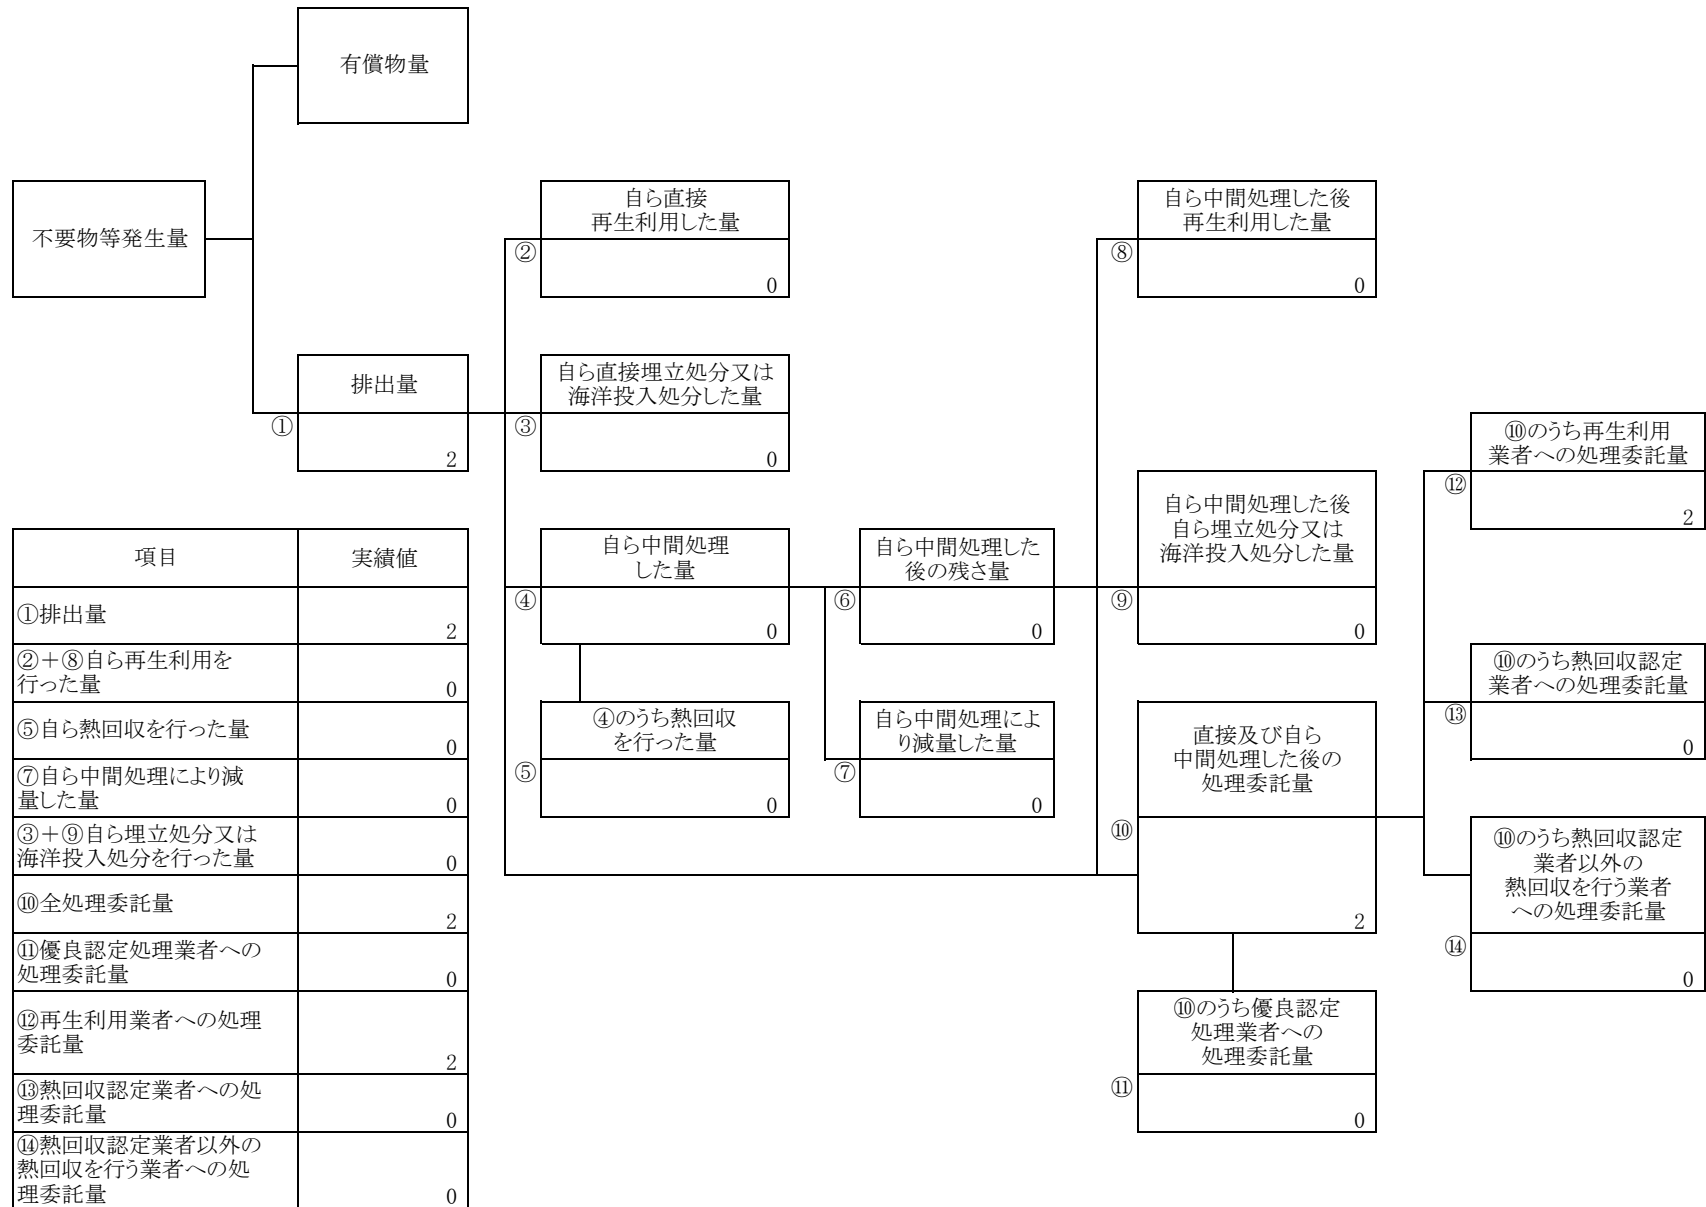 有償物量
不要物等発生量
自ら直接
再生利用した量
②
0
自ら中間処理した後
再生利用した量
⑧
0
排出量
①
2
自ら直接埋立処分又は
海洋投入処分した量
③
0
⑩のうち再生利用
業者への処理委託量
⑫
2
自ら中間処理
した量
④
0
自ら中間処理した
後の残さ量
⑥
0
自ら中間処理した後
自ら埋立処分又は
海洋投入処分した量
⑨
0
⑩のうち熱回収認定
業者への処理委託量
⑬
0
④のうち熱回収
を行った量
⑤
0
自ら中間処理によ
り減量した量
⑦
0
直接及び自ら
中間処理した後の
処理委託量
⑩
2
⑩のうち熱回収認定
業者以外の
熱回収を行う業者
への処理委託量
⑭
0
⑩のうち優良認定
処理業者への
処理委託量
⑪
0
項目 実績値
①排出量
2
②＋⑧自ら再生利用を
行った量
0
⑤自ら熱回収を行った量
0
⑦自ら中間処理により減
量した量
0
③＋⑨自ら埋立処分又は
海洋投入処分を行った量
0
⑩全処理委託量
2
⑪優良認定処理業者への
処理委託量
0
⑫再生利用業者への処理
委託量
2
⑬熱回収認定業者への処
理委託量
0
⑭熱回収認定業者以外の
熱回収を行う業者への処
理委託量
0